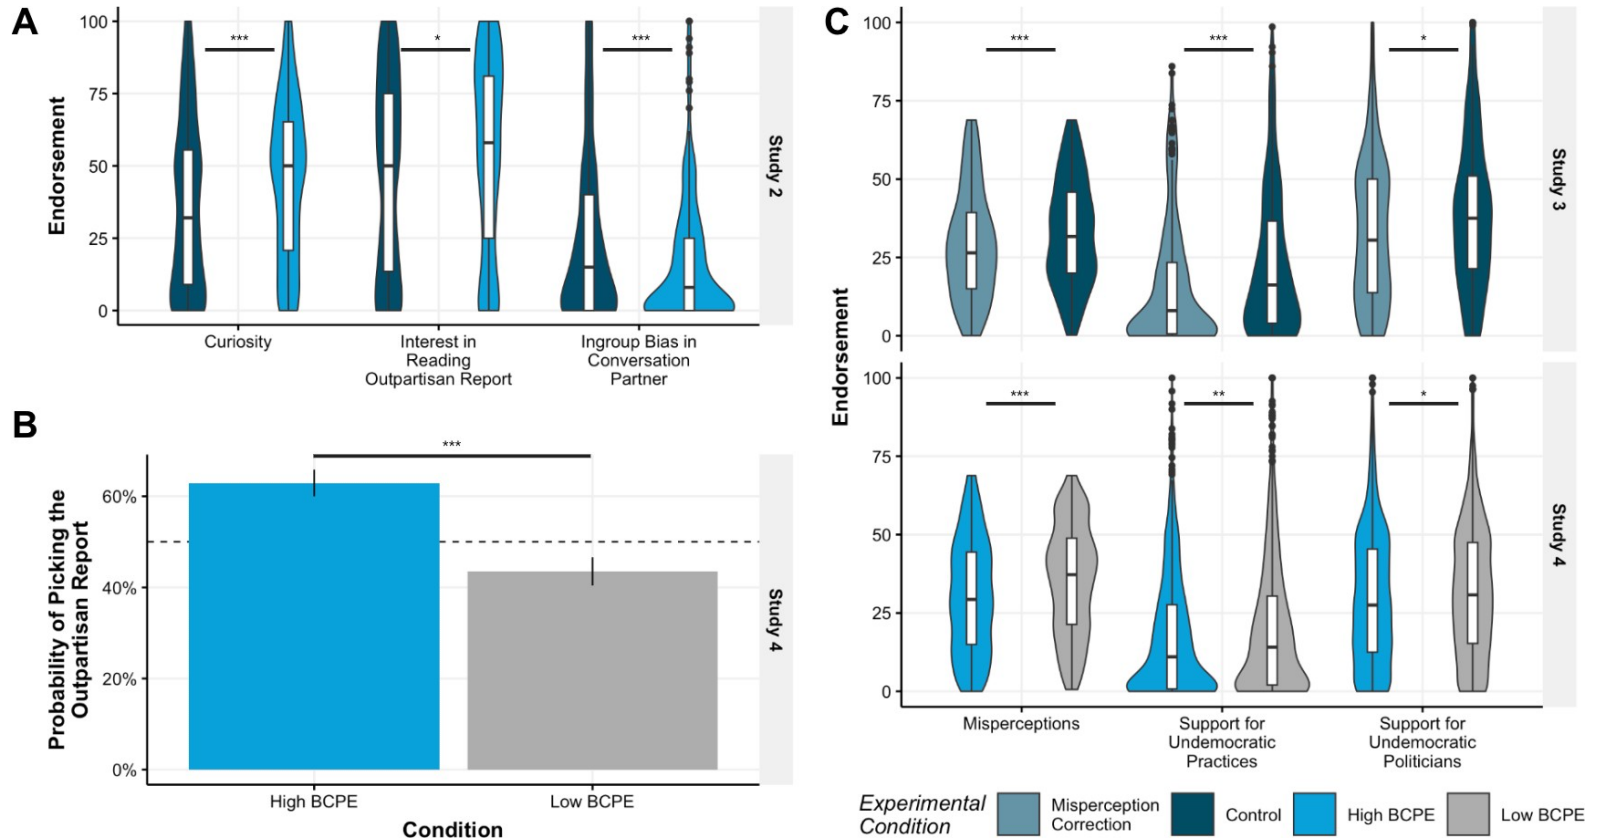 A
100
75
50
25
0
Endorsement
***
*
***
Study 2
Curiosity
Interest in
Reading
Outpartisan Report
Ingroup Bias in
Conversation
Partner
B
***
60%
40%
20%
0%
Probability of Picking the
Outpartisan Report
Study 4
High BCPE
Low BCPE
Condition
C
100
75
50
25
0
***
***
*
Study 3
Endorsement
100
75
50
25
0
***
**
*
Study 4
Misperceptions
Support for
Undemocratic
Practices
Support for
Undemocratic
Politicians
Experimental
Condition
Misperception
Correction
Control
High BCPE
Low BCPE